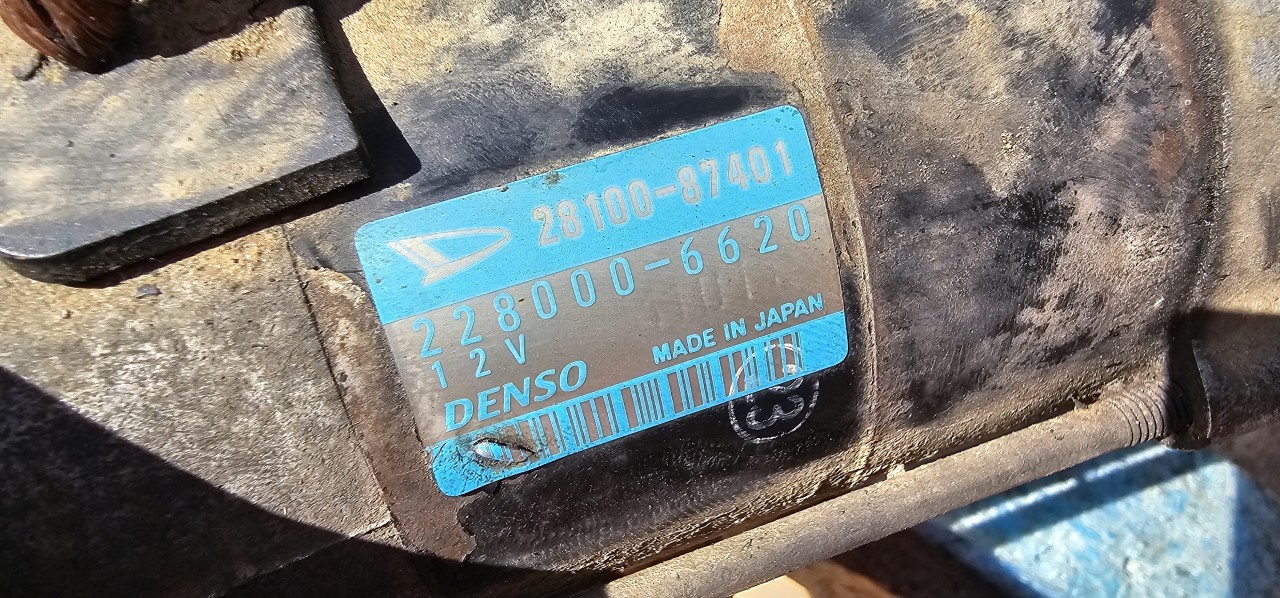 28100-87401
228000-6620
12V
DENSO MADE IN JAPAN